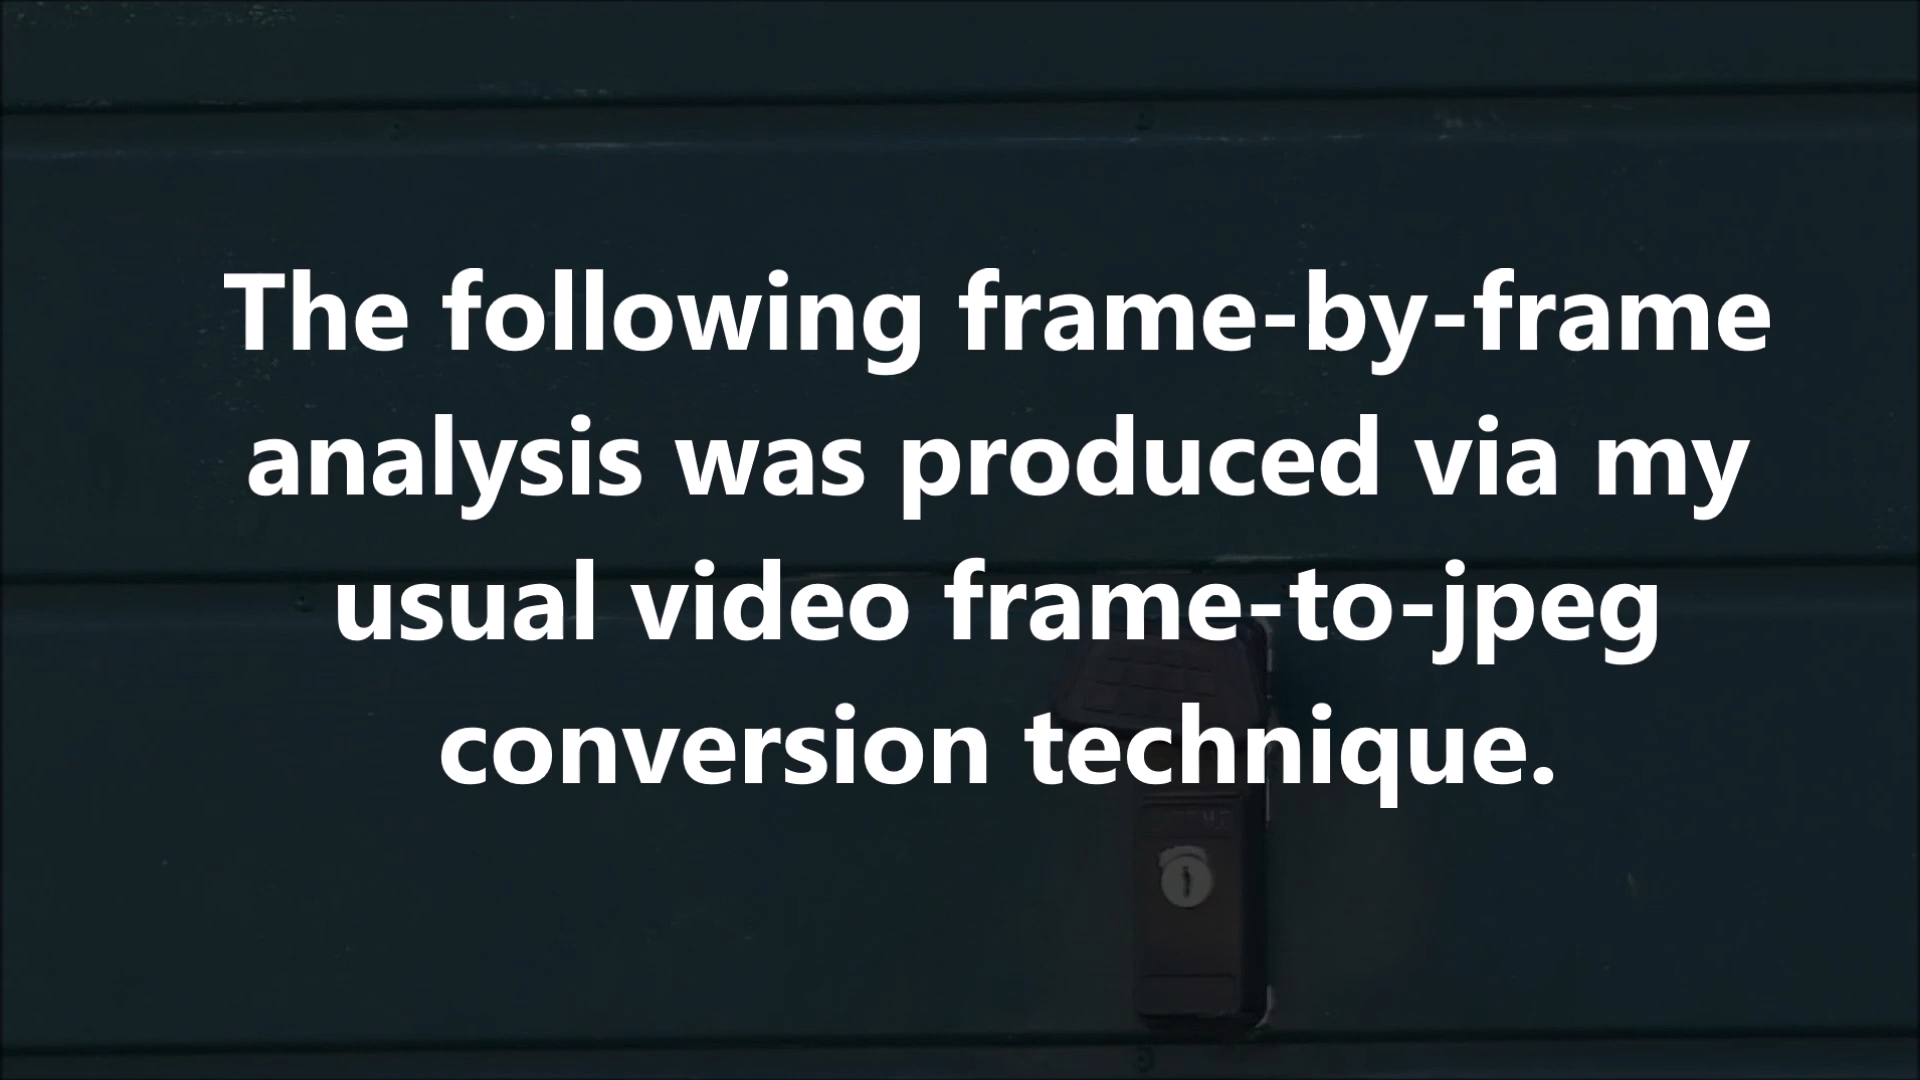 The following frame-by-frame
analysis was produced via my
usual video frame-to-jpeg
conversion technique.